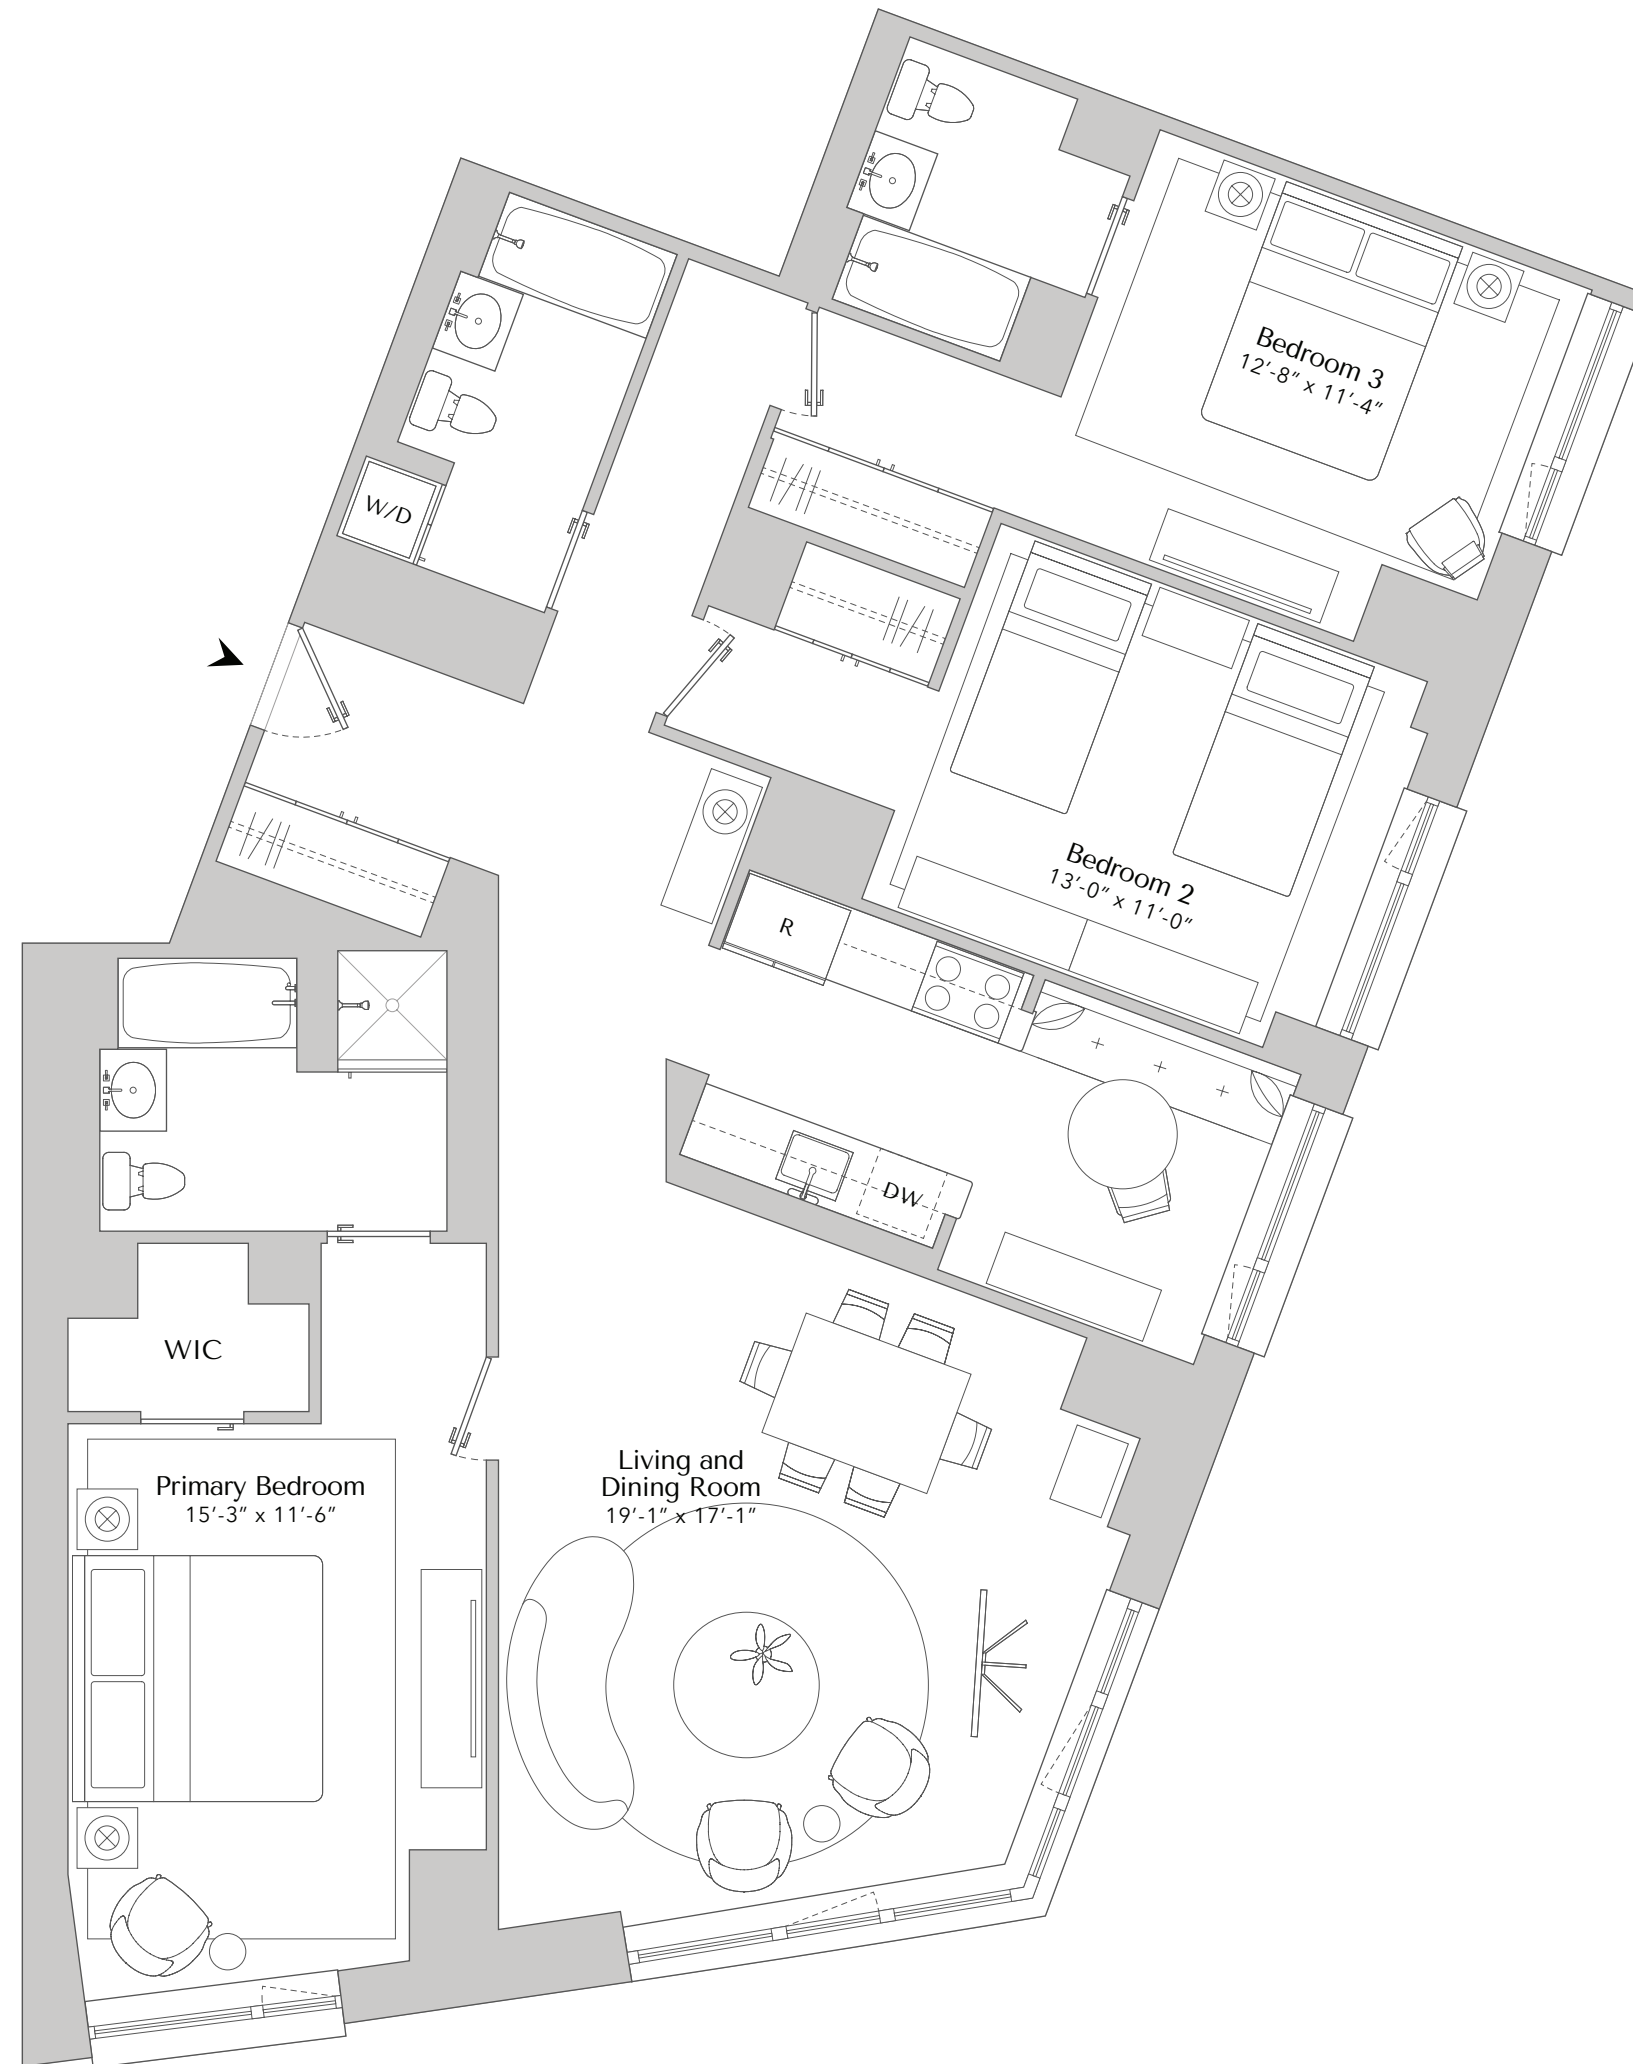 Bedroom 3
12'-8" x 11'-4"
W/D
Bedroom 2
13'-0" x 11'-0"
R
DW
WIC
Primary Bedroom
15'-3" x 11'-6"
Living and
Dining Room
19'-1" x 17'-1"